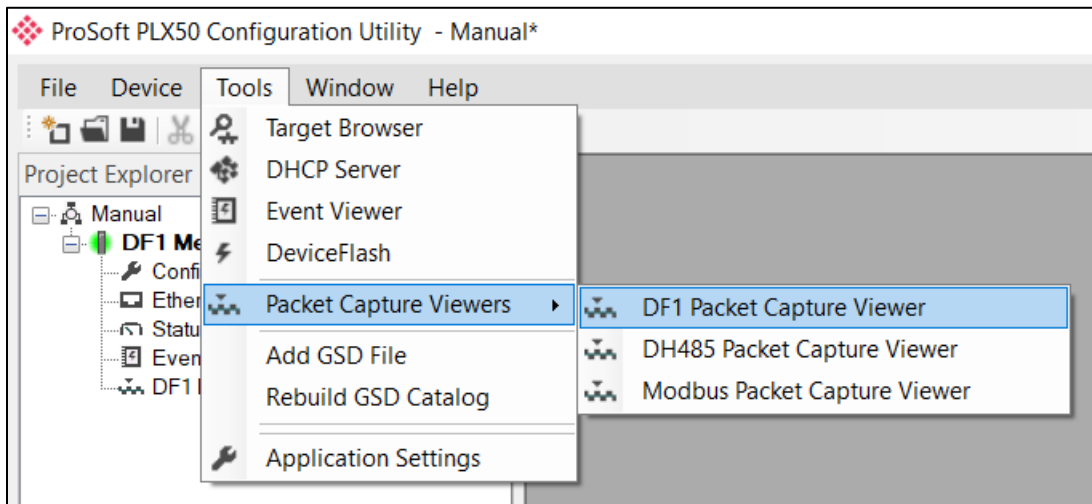 ProSoft PLX50 Configuration Utility - Manual*
File Device Tools Window Help
Target Browser
Project Explorer
DHCP Server
Manual
Event Viewer
DF1 Me
DeviceFlash
Confi
Ether
Packet Capture Viewers
DF1 Packet Capture Viewer
Statu
Even
Add GSD File
DH485 Packet Capture Viewer
DF1
Rebuild GSD Catalog
Modbus Packet Capture Viewer
Application Settings